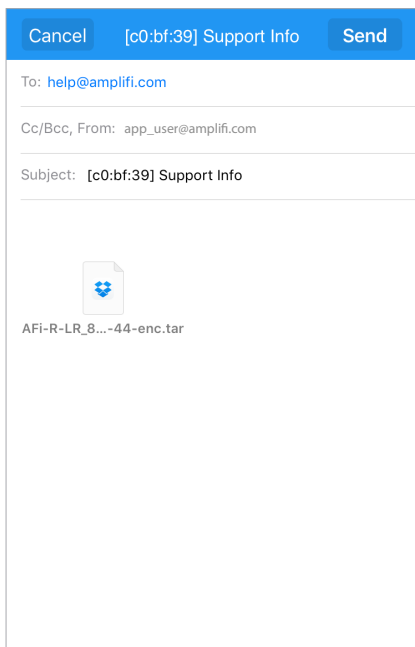 Cancel [c0:bf:39] Support Info Send
To: help@amplifi.com
Cc/Bcc, From: app_user@amplifi.com
Subject: [c0:bf:39] Support Info
AFi-R-LR_8...-44-enc.tar